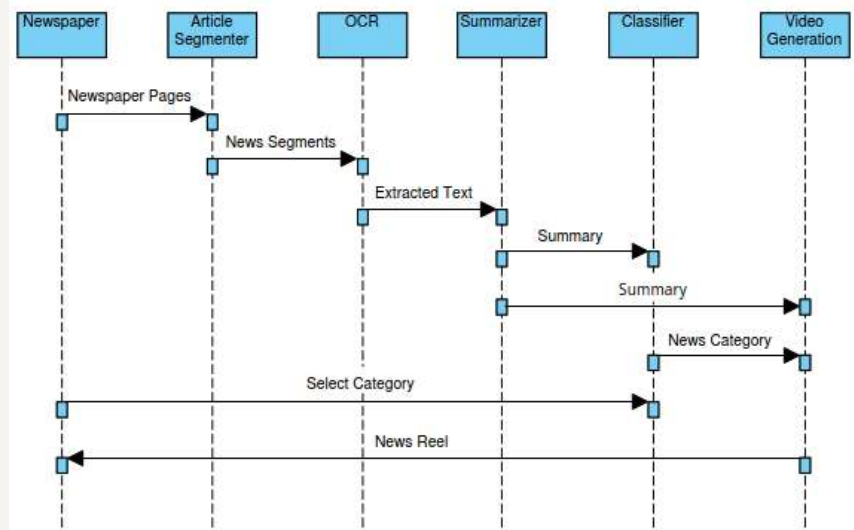 Newspaper
Article
Segmenter
OCR
Summarizer
Classifier
Video
Generation
Newspaper Pages
News Segments
Extracted Text
Summary
Summary
News Category
Select Category
News Reel